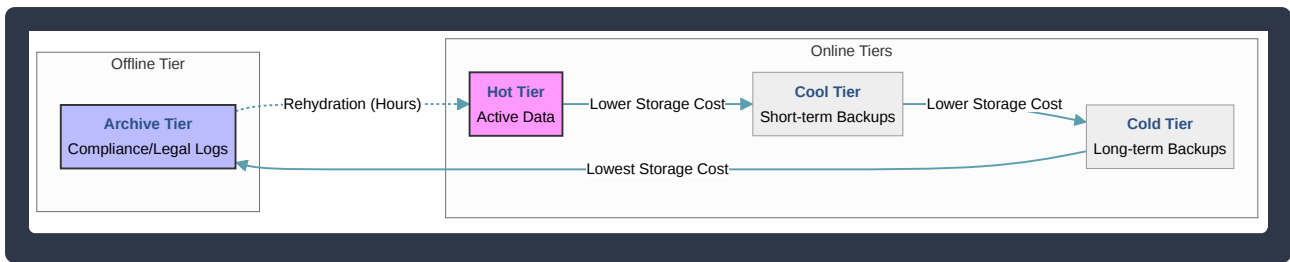 Offline Tier
Archive Tier
Compliance/Legal Logs
Rehydration (Hours)
Online Tiers
Hot Tier
Active Data
Lower Storage Cost
Cool Tier
Short-term Backups
Lower Storage Cost
Cold Tier
Long-term Backups
Lowest Storage Cost